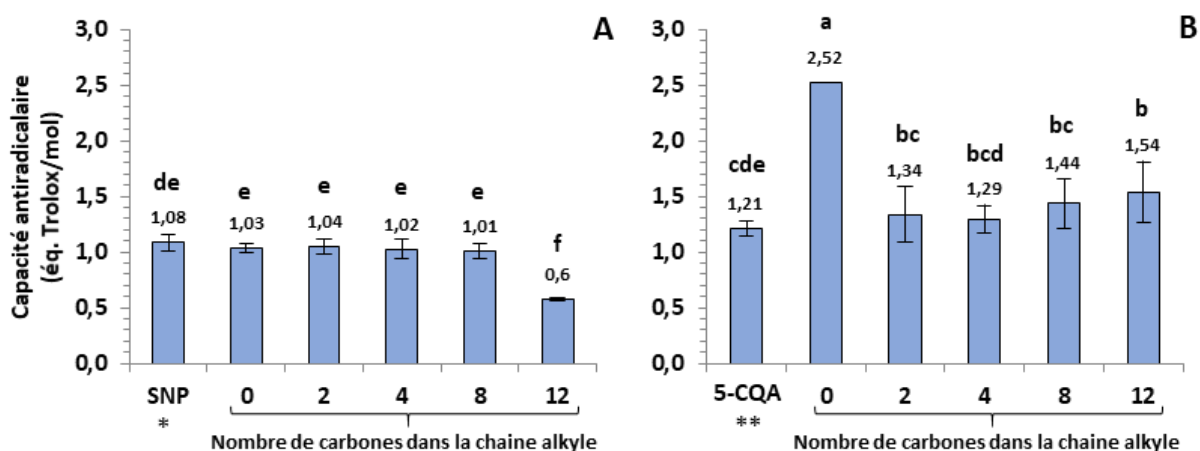 Capacité antiradicalaire
(éq. Trolox/mol)
A
3,0
2,5
2,0
1,5
1,0
0,5
0,0
de
e
e
e
e
f
1,08
1,03
1,04
1,02
1,01
0,6
SNP
*
0
2
4
8
12
Nombre de carbones dans la chaine alkyle
B
3,0
2,5
2,0
1,5
1,0
0,5
0,0
cde
a
bc
bcd
bc
b
1,21
2,52
1,34
1,29
1,44
1,54
5-CQA
**
0
2
4
8
12
Nombre de carbones dans la chaine alkyle